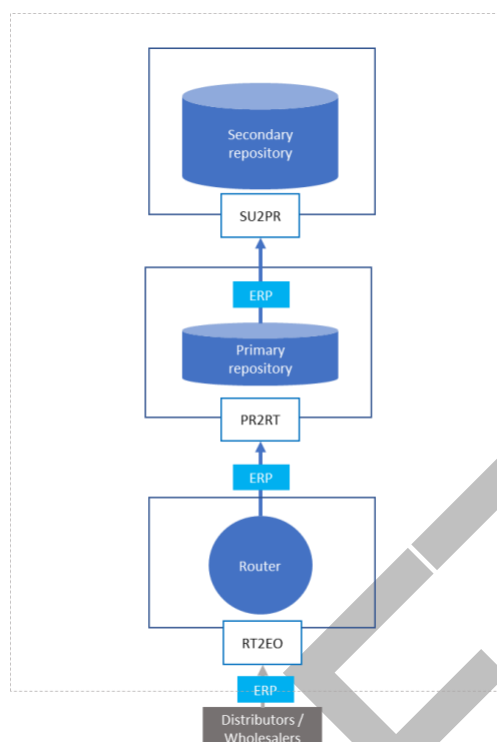 Secondary
repository
SU2PR
ERP
Primary
repository
PR2RT
ERP
Router
RT2EO
ERP
Distributors /
Wholesalers